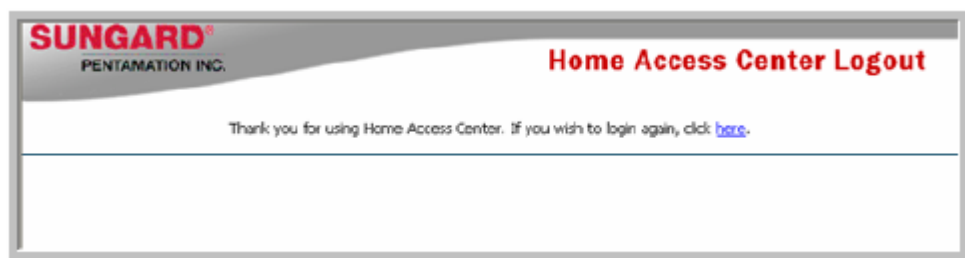 SUNGARD®
PENTAMATION INC.
Home Access Center Logout
Thank you for using Home Access Center. If you wish to login again, click here.